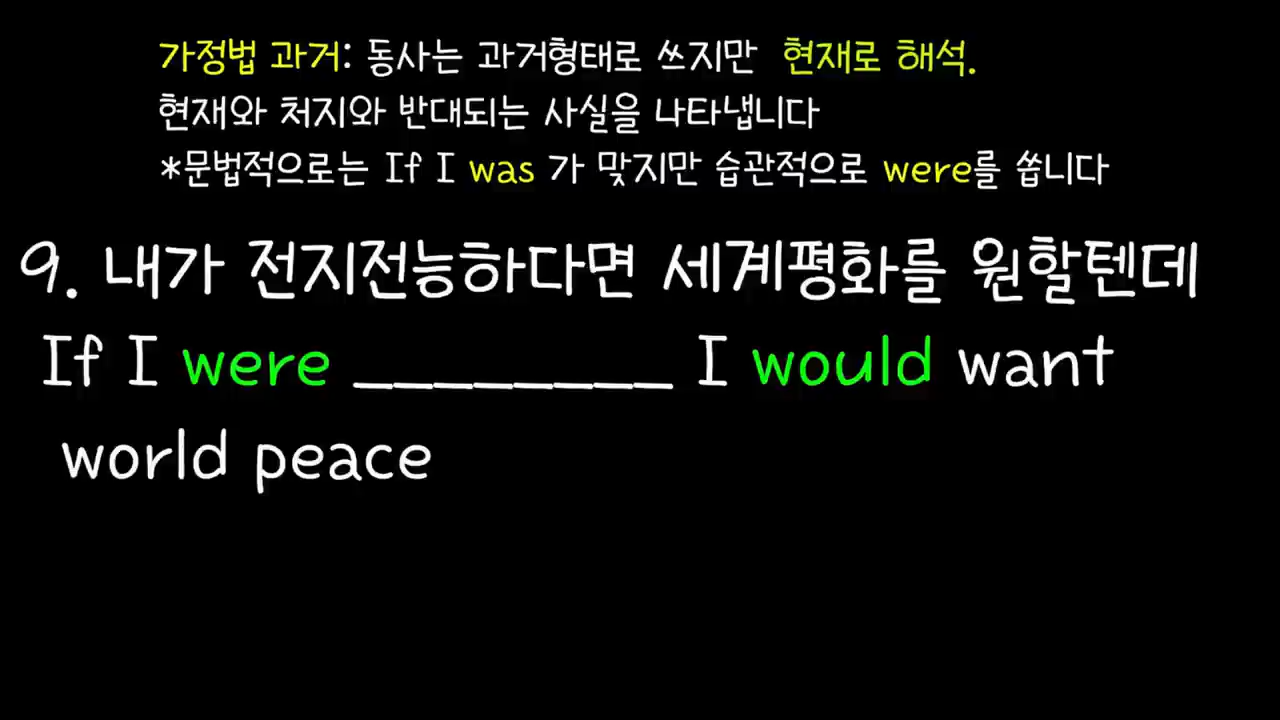 가정법 과거: 동사는 과거형태로 쓰지만 현재로 해석.
현재와 처지와 반대되는 사실을 나타냅니다
*문법적으로는 If I was 가 맞지만 습관적으로 were를 씁니다
9. 내가 전지전능하다면 세계평화를 원할텐데
If I were ________ I would want
world peace